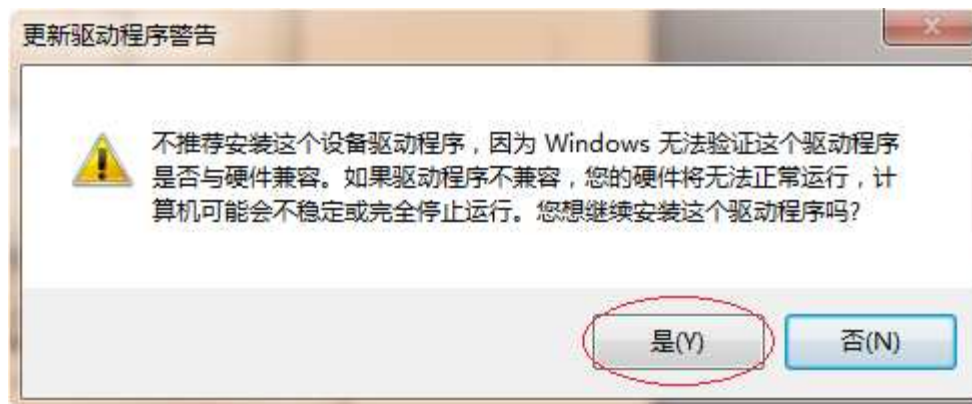 更新驱动程序警告
不推荐安装这个设备驱动程序，因为 Windows 无法验证这个驱动程序
是否与硬件兼容。如果驱动程序不兼容，您的硬件将无法正常运行，计
算机可能会不稳定或完全停止运行。您想继续安装这个驱动程序吗?
是(Y) 否(N)